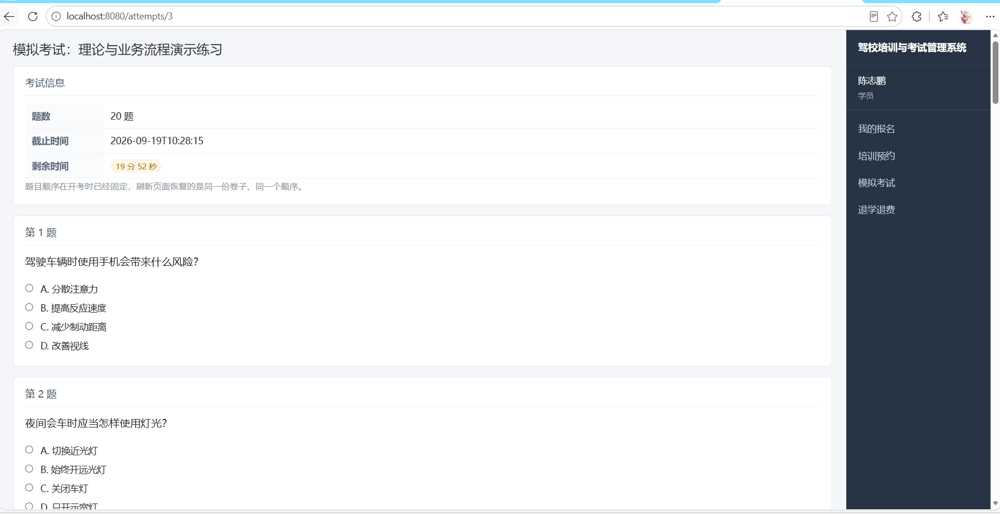 localhost:8080/attempts/3
模拟考试：理论与业务流程演示练习
考试信息
题数 20 题
截止时间 2026-09-19T10:28:15
剩余时间 19 分 52 秒
题目顺序在开考时已经固定，刷新页面恢复的是同一份卷子、同一个顺序。
第 1 题
驾驶车辆时使用手机会带来什么风险？
A. 分散注意力
B. 提高反应速度
C. 减少制动距离
D. 改善视线
第 2 题
夜间会车时应当怎样使用灯光？
A. 切换近光灯
B. 始终开远光灯
C. 关闭车灯
D. 只开示宽灯
驾校培训与考试管理系统
陈志鹏
学员
我的报名
培训预约
模拟考试
退学退费